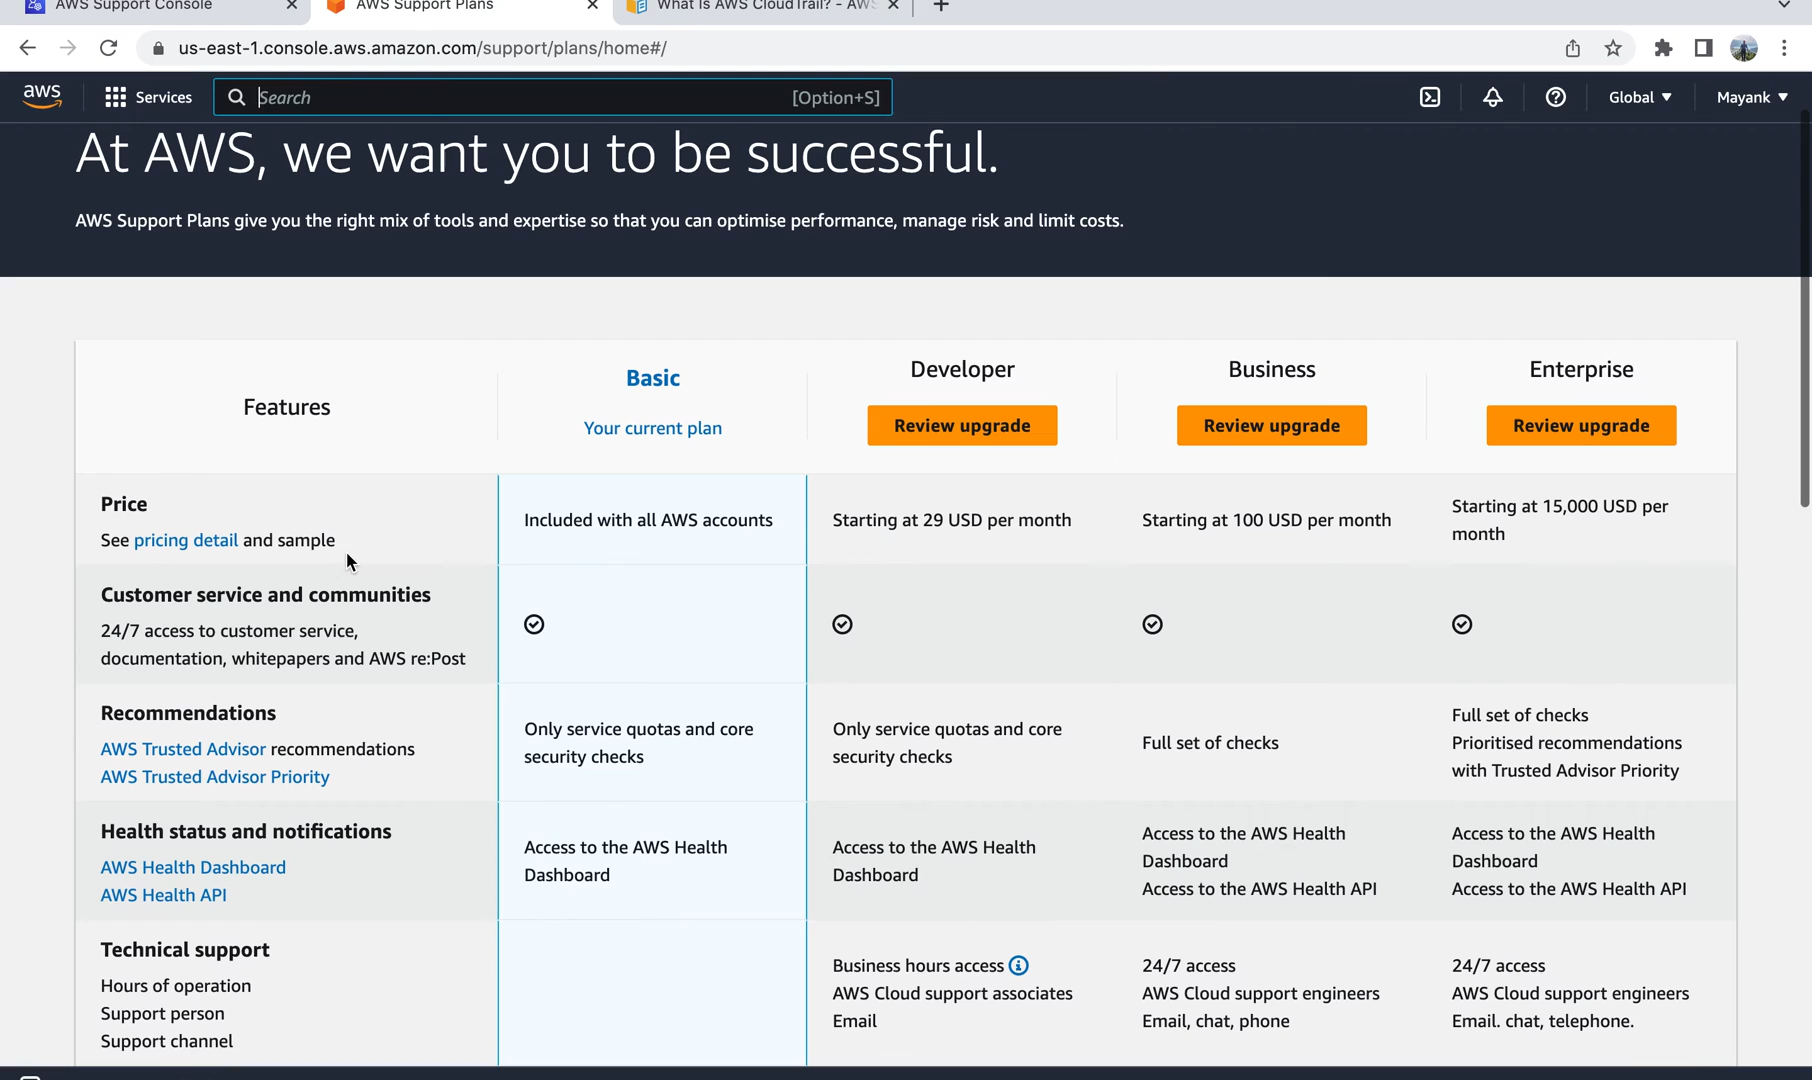 AWS Support Console
AWS Support Plans
What Is AWS CloudTrail? - AWS
us-east-1.console.aws.amazon.com/support/plans/home#/
aws
Services
Search
[Option+S]
Global
Mayank
At AWS, we want you to be successful.
AWS Support Plans give you the right mix of tools and expertise so that you can optimise performance, manage risk and limit costs.
Features
Basic
Your current plan
Developer
Review upgrade
Business
Review upgrade
Enterprise
Review upgrade
Price
See pricing detail and sample
Included with all AWS accounts
Starting at 29 USD per month
Starting at 100 USD per month
Starting at 15,000 USD per
month
Customer service and communities
24/7 access to customer service,
documentation, whitepapers and AWS re:Post
Recommendations
AWS Trusted Advisor recommendations
AWS Trusted Advisor Priority
Only service quotas and core
security checks
Only service quotas and core
security checks
Full set of checks
Full set of checks
Prioritised recommendations
with Trusted Advisor Priority
Health status and notifications
AWS Health Dashboard
AWS Health API
Access to the AWS Health
Dashboard
Access to the AWS Health
Dashboard
Access to the AWS Health
Dashboard
Access to the AWS Health API
Access to the AWS Health
Dashboard
Access to the AWS Health API
Technical support
Hours of operation
Support person
Support channel
Business hours access
AWS Cloud support associates
Email
24/7 access
AWS Cloud support engineers
Email, chat, phone
24/7 access
AWS Cloud support engineers
Email. chat, telephone.